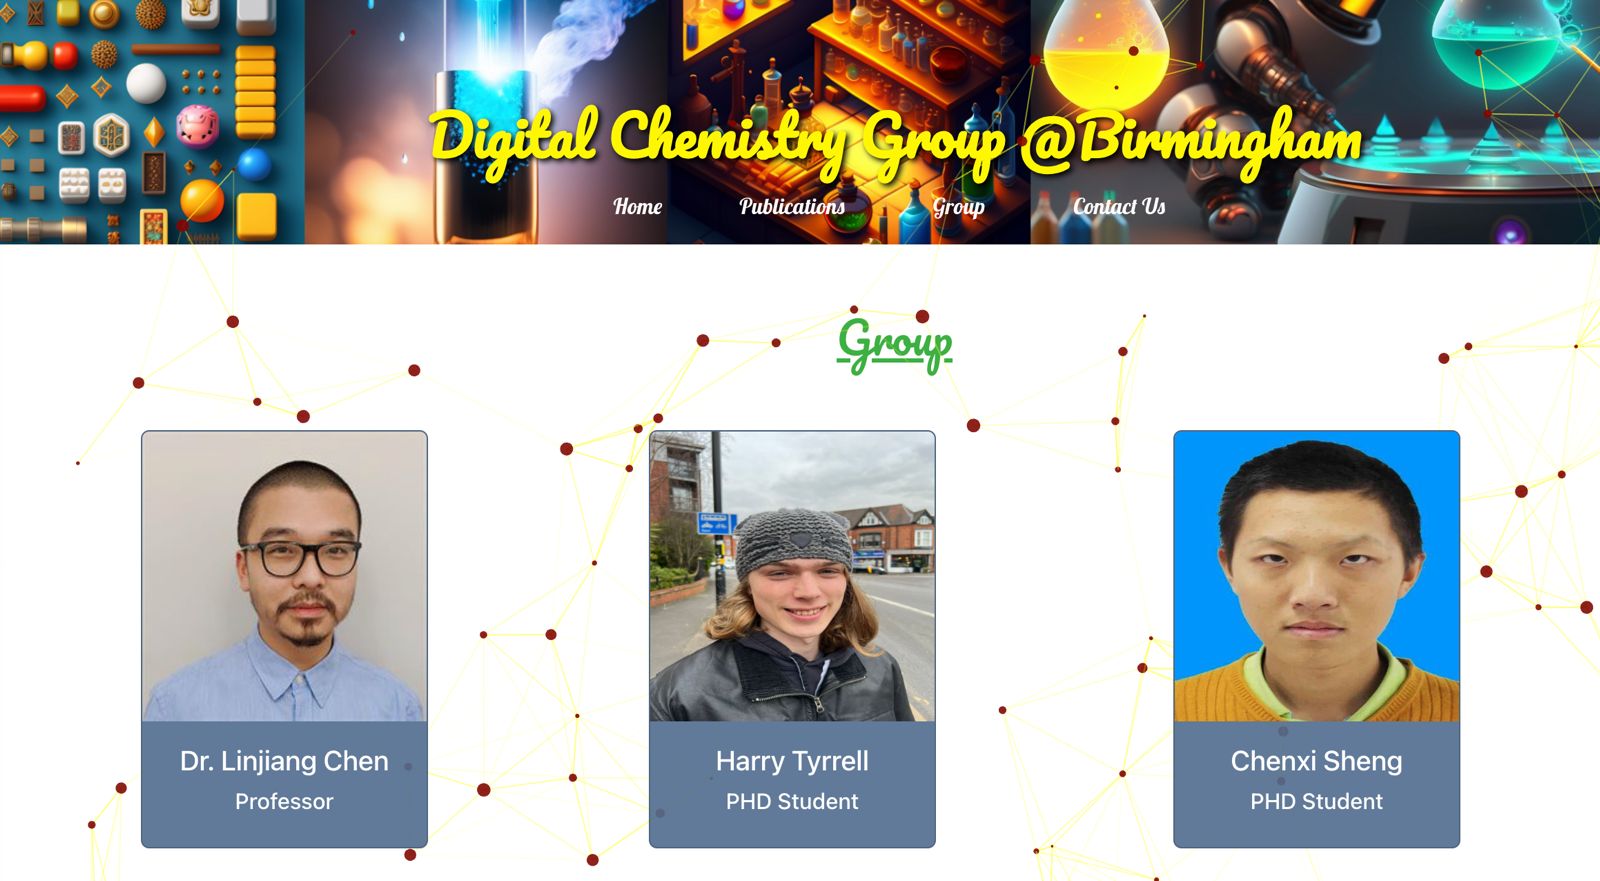 Digital Chemistry Group @Birmingham
Home Publications Group Contact Us
Group
Dr. Linjiang Chen
Professor
Harry Tyrrell
PHD Student
Chenxi Sheng
PHD Student